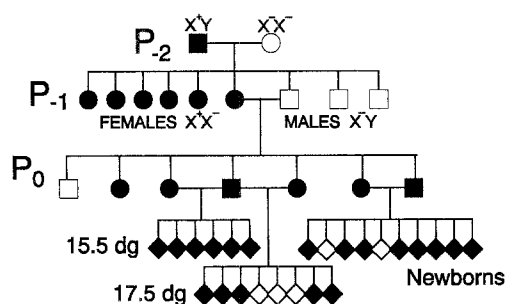 X⁺Y X⁻X⁻
P₋₂
P₋₁
FEMALES X⁺X⁻ MALES X⁻Y
P₀
15.5 dg
Newborns
17.5 dg